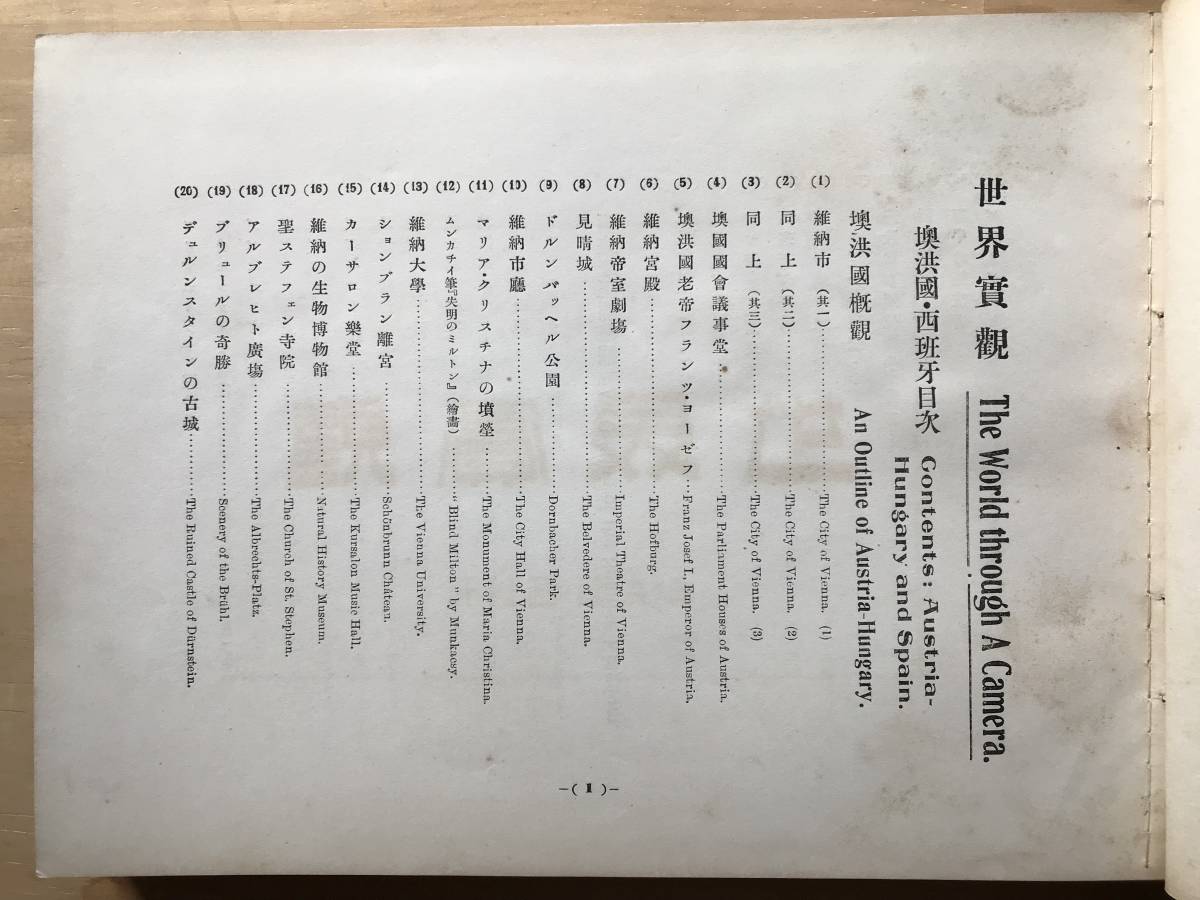 世界實觀 The World through A Camera.
墺洪國・西班牙目次 Contents: Austria-
Hungary and Spain.
墺洪國概觀 An Outline of Austria-Hungary.
(1) 維納市（其一）……The City of Vienna. (1)
(2) 同上（其二）……The City of Vienna. (2)
(3) 同上（其三）……The City of Vienna. (3)
(4) 墺國國會議事堂……The Parliament Houses of Austria.
(5) 墺洪國老帝フランツ・ヨーゼフ……Franz Josef I., Emperor of Austria.
(6) 維納宮殿……The Hofburg.
(7) 維納帝室劇場……Imperial Theatre of Vienna.
(8) 見晴城……The Belvedere of Vienna.
(9) ドルンバッヘル公園……Dornbacher Park.
(10) 維納市廳……The City Hall of Vienna.
(11) マリア・クリスチナの墳塋……The Monument of Maria Christina.
(12) ムンカチイ筆『失明のミルトン』（繪畵）……"Blind Milton" by Munkacsy.
(13) 維納大學……The Vienna University.
(14) ションブラン離宮……Schönbrunn Château.
(15) カーサロン樂堂……The Kursalon Music Hall.
(16) 維納の生物博物館……Natural History Museum.
(17) 聖ステフェン寺院……The Church of St. Stephen.
(18) アルブレヒト廣場……The Albrechts-Platz.
(19) ブリュールの奇勝……Scenery of the Brühl.
(20) デュルンスタインの古城……The Ruined Castle of Dürnstein.
—( 1 )—